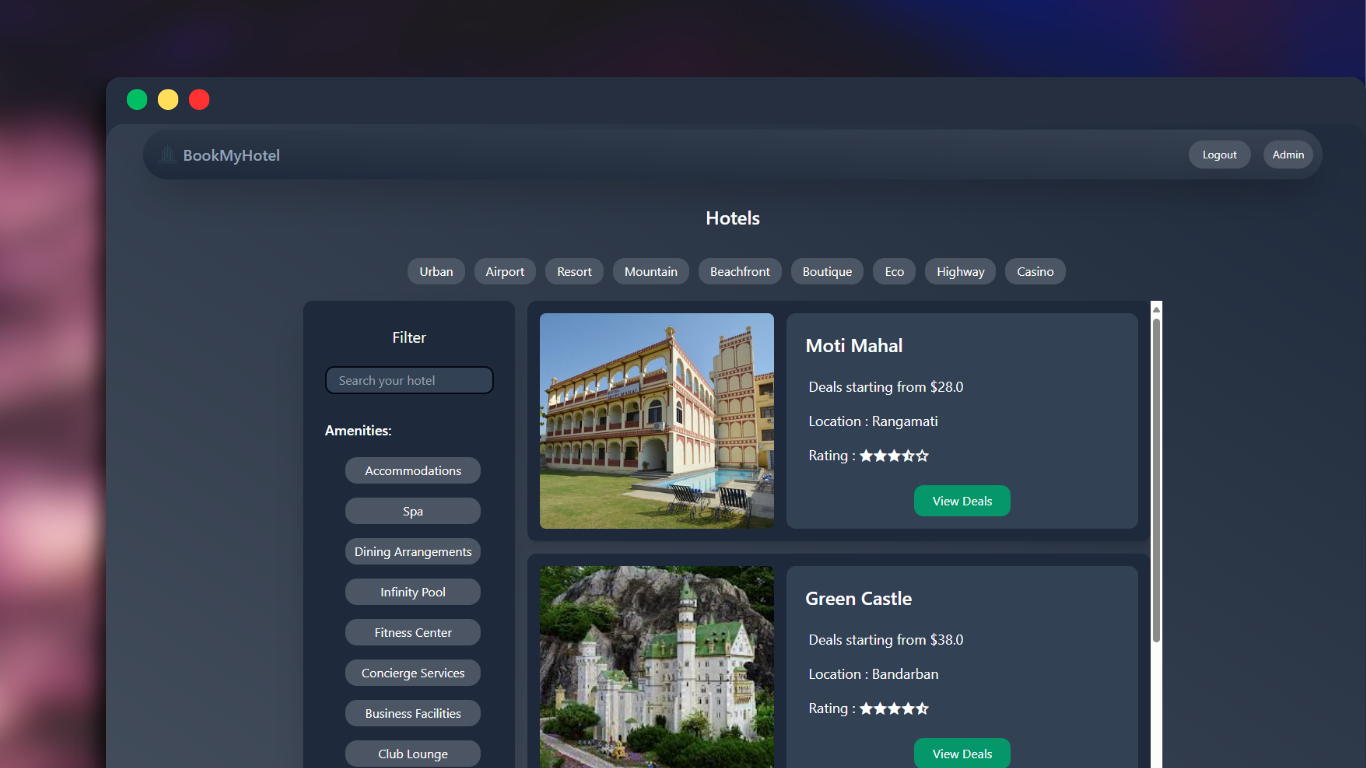 BookMyHotel
Logout
Admin
Hotels
Urban
Airport
Resort
Mountain
Beachfront
Boutique
Eco
Highway
Casino
Filter
Search your hotel
Amenities:
Accommodations
Spa
Dining Arrangements
Infinity Pool
Fitness Center
Concierge Services
Business Facilities
Club Lounge
Moti Mahal
Deals starting from $28.0
Location : Rangamati
Rating :
View Deals
Green Castle
Deals starting from $38.0
Location : Bandarban
Rating :
View Deals